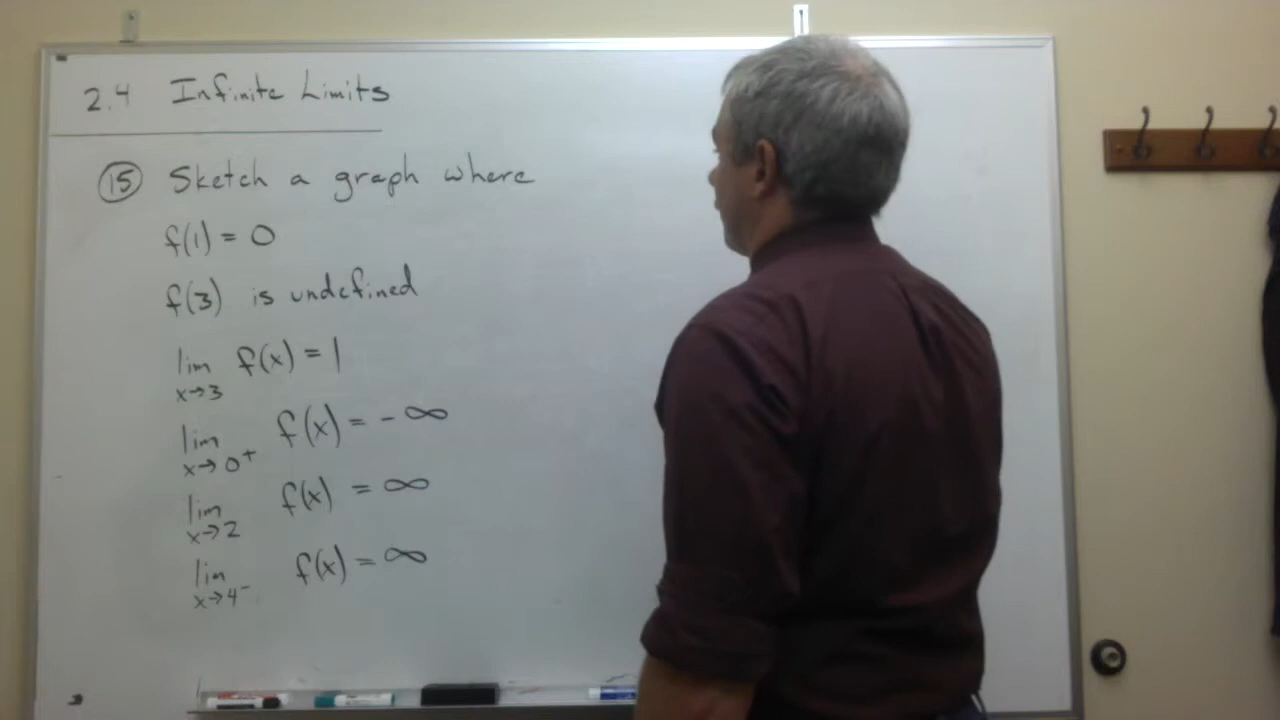 2.4 Infinite Limits
15 Sketch a graph where
f(1) = 0
f(3) is undefined
lim x→3 f(x) = 1
lim x→0⁺ f(x) = -∞
lim x→2 f(x) = ∞
lim x→4⁻ f(x) = ∞